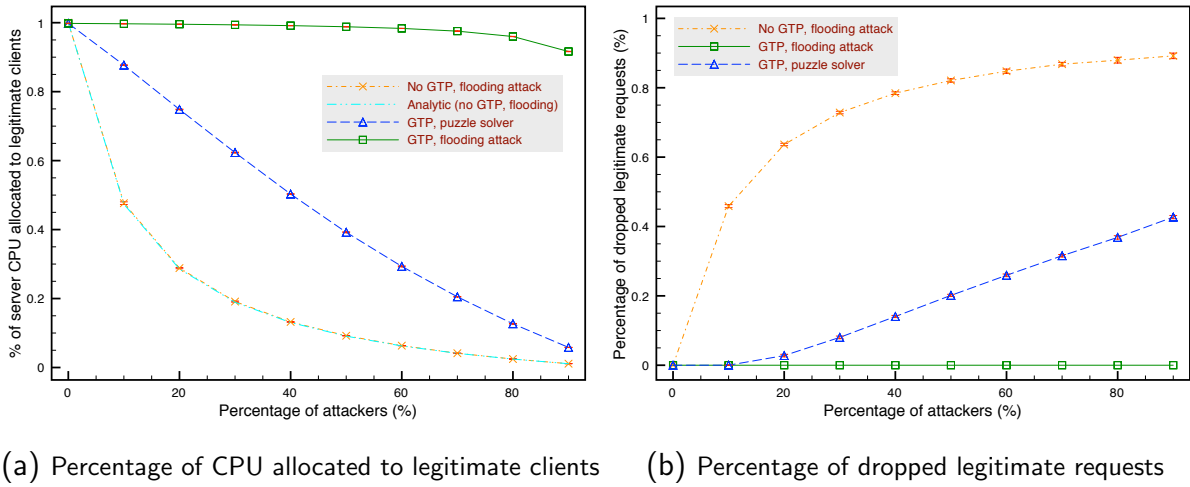 % of server CPU allocated to legitimate clients
1
0.8
0.6
0.4
0.2
0
No GTP, flooding attack
Analytic (no GTP, flooding)
GTP, puzzle solver
GTP, flooding attack
0 20 40 60 80
Percentage of attackers (%)
(a) Percentage of CPU allocated to legitimate clients
Percentage of dropped legitimate requests (%)
1
0.8
0.6
0.4
0.2
0
No GTP, flooding attack
GTP, flooding attack
GTP, puzzle solver
0 20 40 60 80
Percentage of attackers (%)
(b) Percentage of dropped legitimate requests